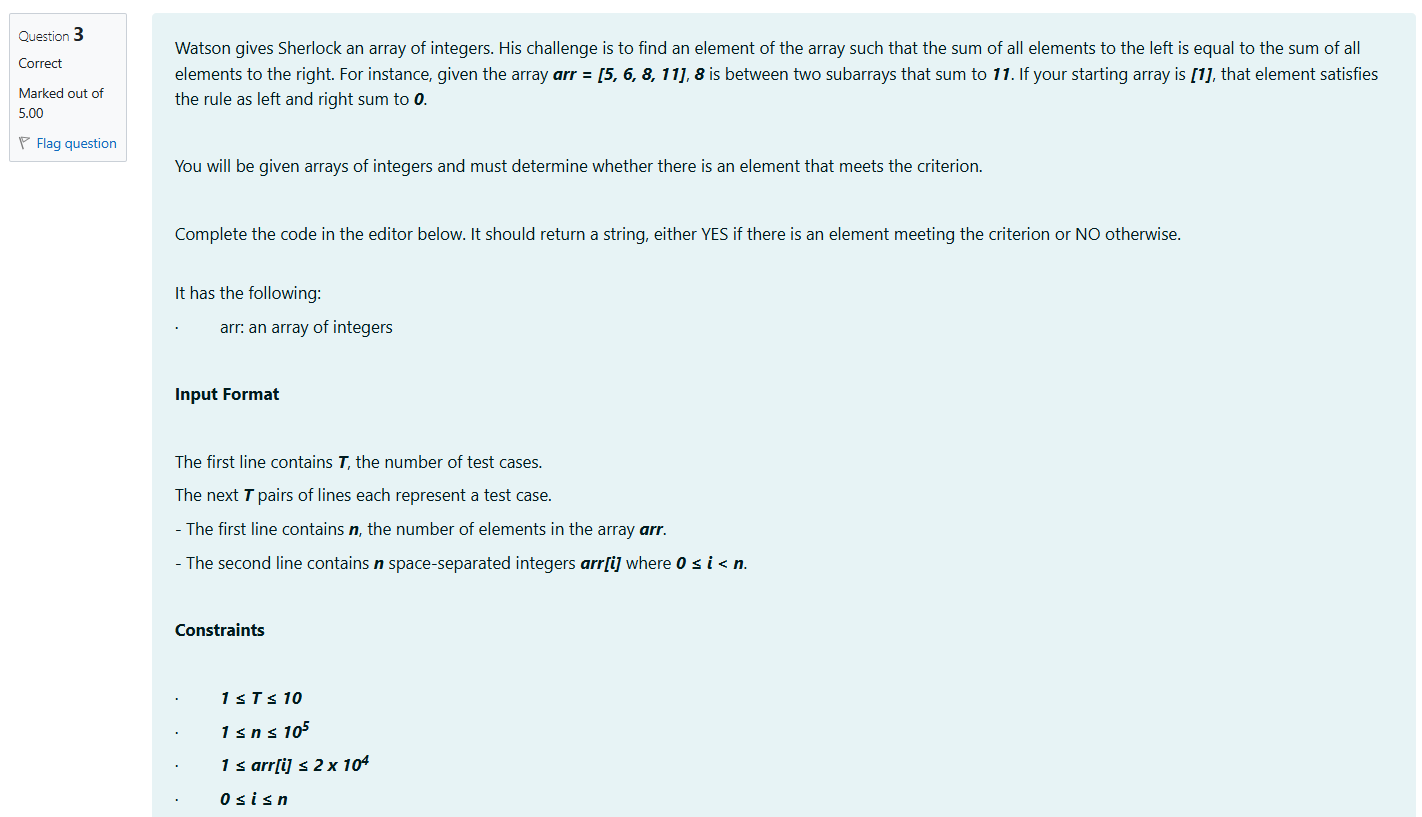 Question 3
Correct
Marked out of
5.00
Flag question
Watson gives Sherlock an array of integers. His challenge is to find an element of the array such that the sum of all elements to the left is equal to the sum of all
elements to the right. For instance, given the array arr = [5, 6, 8, 11], 8 is between two subarrays that sum to 11. If your starting array is [1], that element satisfies
the rule as left and right sum to 0.
You will be given arrays of integers and must determine whether there is an element that meets the criterion.
Complete the code in the editor below. It should return a string, either YES if there is an element meeting the criterion or NO otherwise.
It has the following:
· arr: an array of integers
Input Format
The first line contains T, the number of test cases.
The next T pairs of lines each represent a test case.
- The first line contains n, the number of elements in the array arr.
- The second line contains n space-separated integers arr[i] where 0 ≤ i < n.
Constraints
· 1 ≤ T ≤ 10
· 1 ≤ n ≤ 10⁵
· 1 ≤ arr[i] ≤ 2 x 10⁴
· 0 ≤ i ≤ n